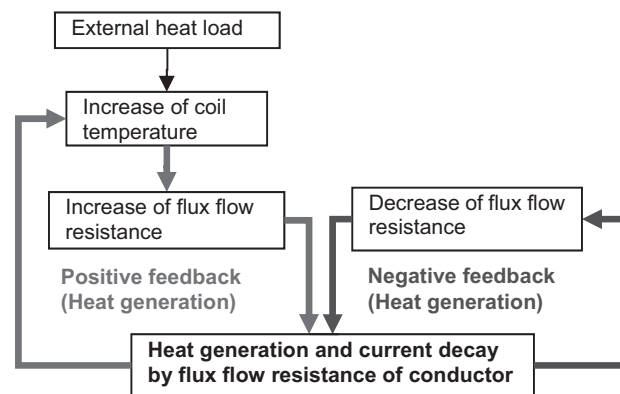 External heat load
Increase of coil
temperature
Increase of flux flow
resistance
Decrease of flux flow
resistance
Positive feedback
(Heat generation)
Negative feedback
(Heat generation)
Heat generation and current decay
by flux flow resistance of conductor